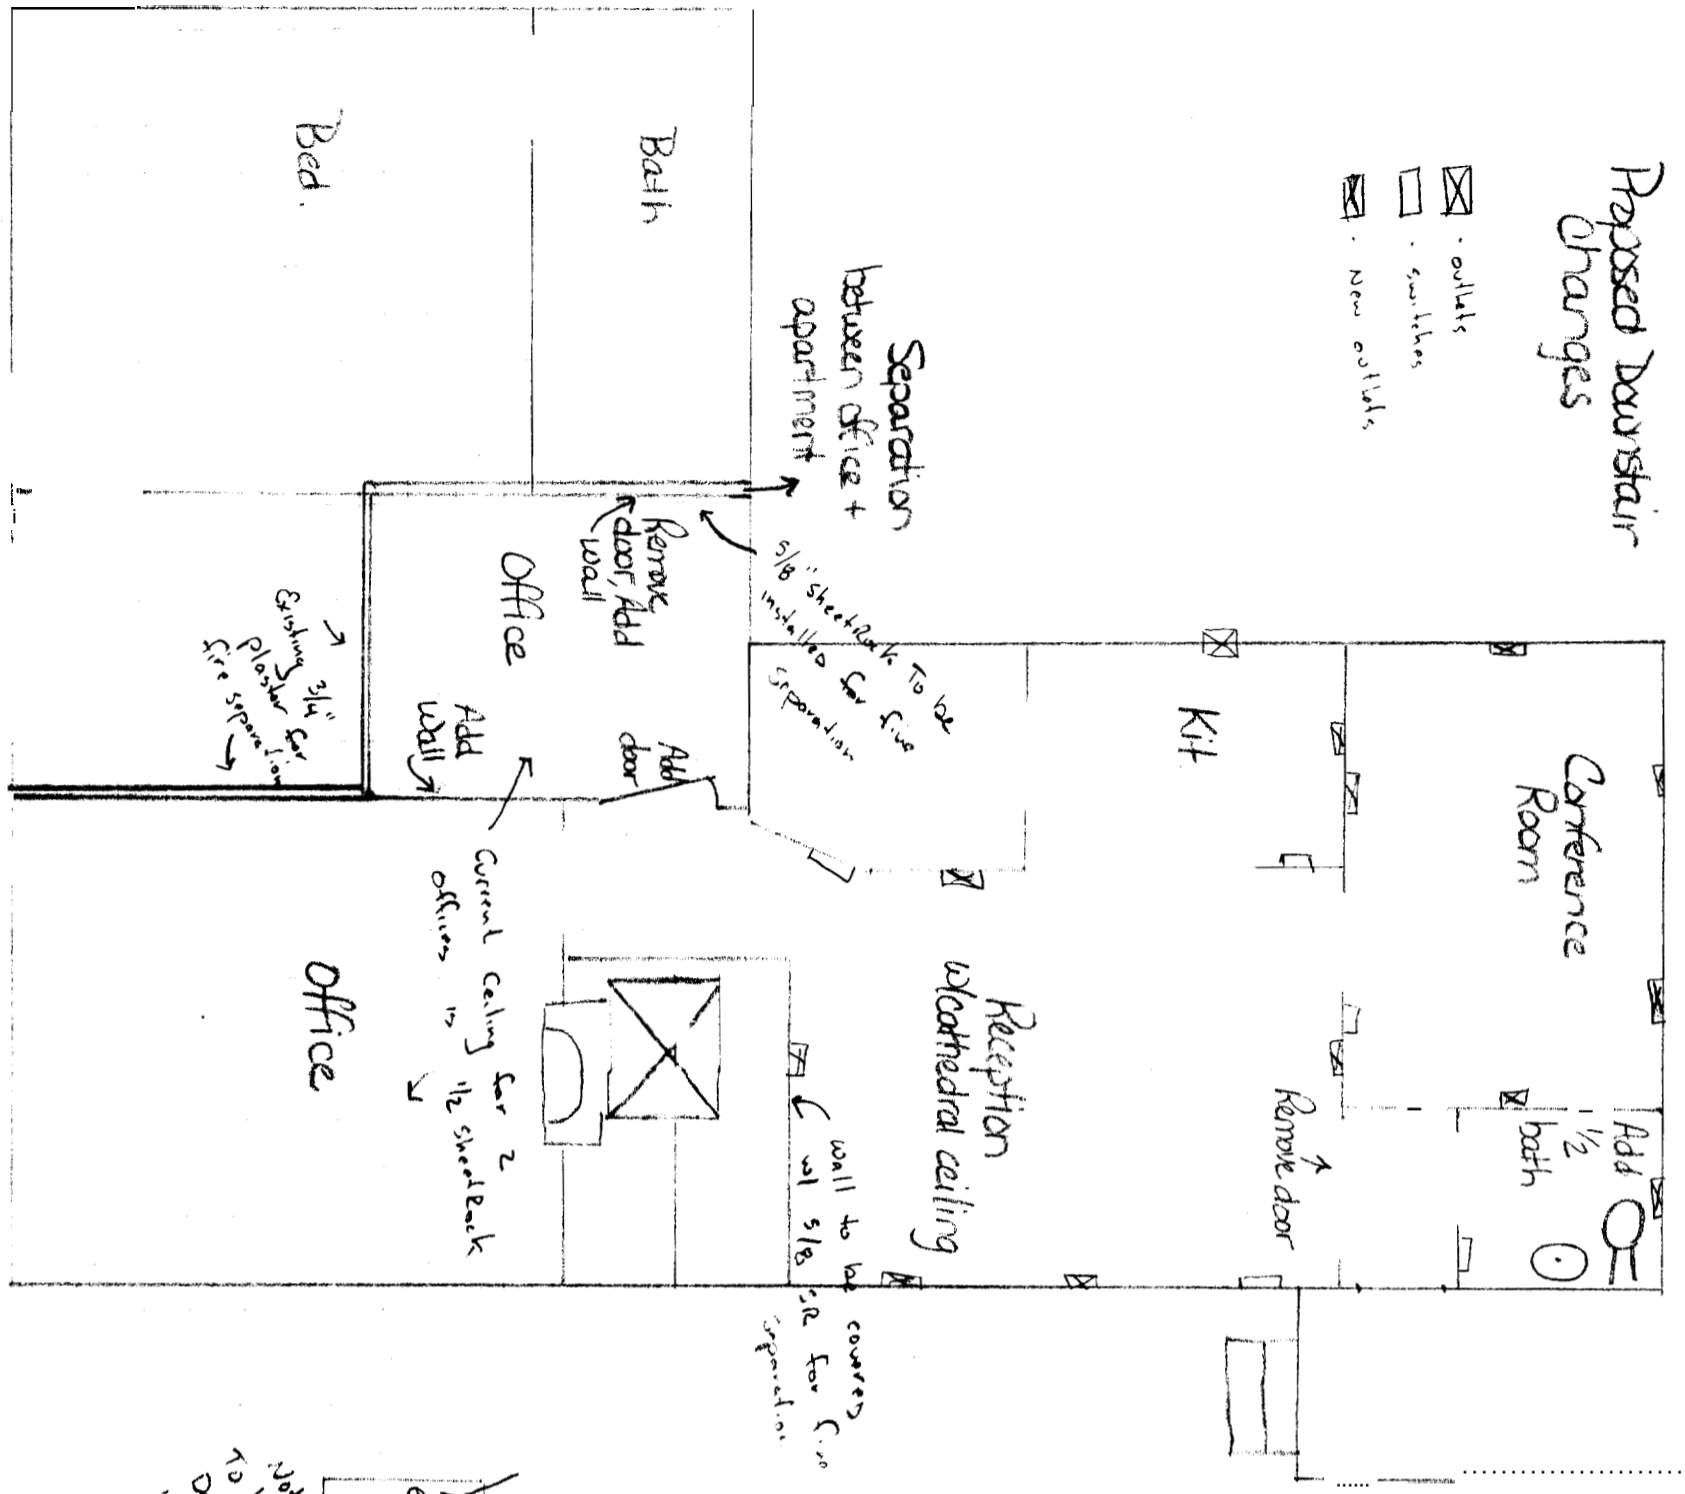 Proposed Downstair
Changes
· outlets
· switches
· New outlets
Separation
between office +
apartment
Bath
Bed.
5/8" sheetRock To be
installed for fire
separation
Remove
door, Add
wall
Office
Existing 3/4"
plaster for
fire separation
Add
Wall
Add
door
Kit
Conference
Room
Current Ceiling for 2
offices is 1/2 sheetRock
Office
Reception
w/cathedral ceiling
Remove door
Add
1/2
bath
wall to be covered
w/ 5/8 SR for fire
separation
To